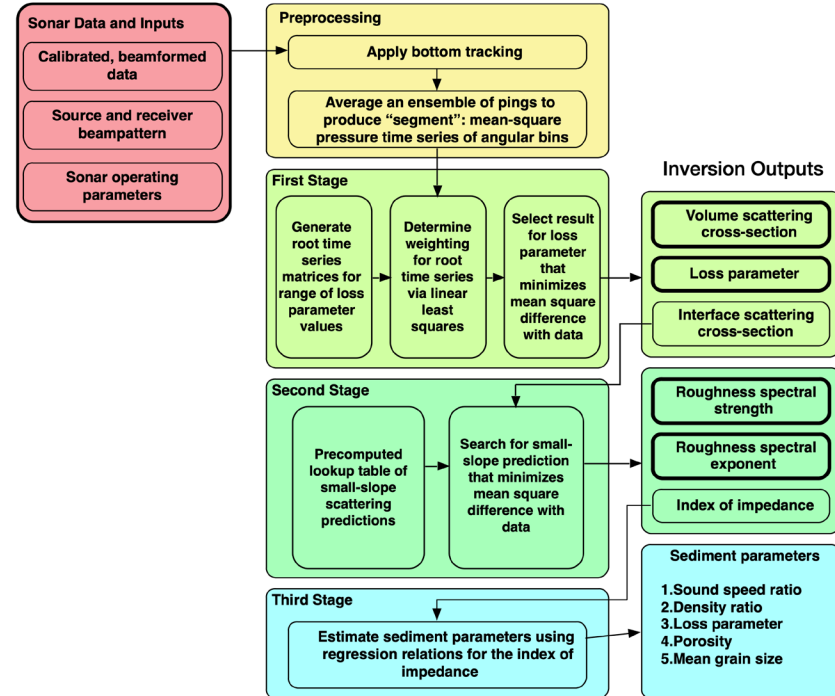 Sonar Data and Inputs
Calibrated, beamformed
data
Source and receiver
beampattern
Sonar operating
parameters
Preprocessing
Apply bottom tracking
Average an ensemble of pings to
produce “segment”: mean-square
pressure time series of angular bins
First Stage
Generate
root time
series
matrices for
range of loss
parameter
values
Determine
weighting
for root
time series
via linear
least
squares
Select result
for loss
parameter
that
minimizes
mean square
difference
with data
Inversion Outputs
Volume scattering
cross-section
Loss parameter
Interface scattering
cross-section
Second Stage
Precomputed
lookup table of
small-slope
scattering
predictions
Search for small-
slope prediction
that minimizes
mean square
difference with
data
Roughness spectral
strength
Roughness spectral
exponent
Index of impedance
Third Stage
Estimate sediment parameters using
regression relations for the index of
impedance
Sediment parameters
1.Sound speed ratio
2.Density ratio
3.Loss parameter
4.Porosity
5.Mean grain size